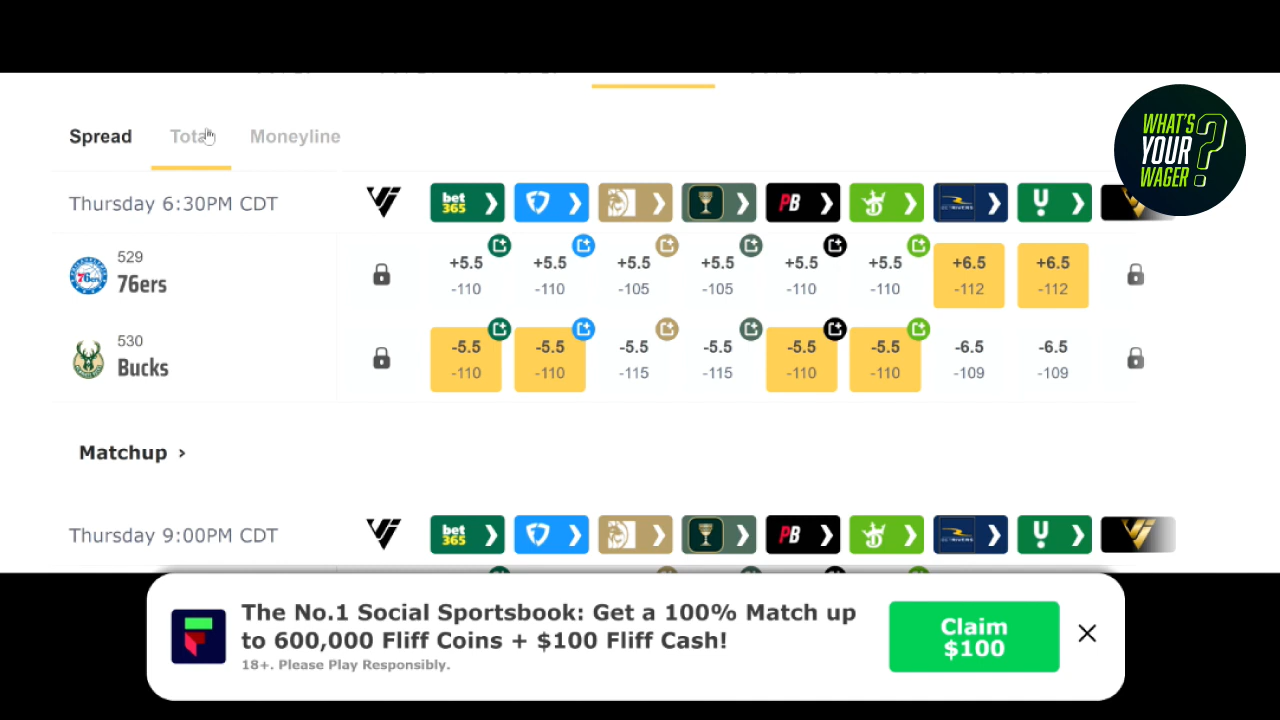 Spread Total Moneyline
WHAT'S
YOUR
WAGER
?
Thursday 6:30PM CDT bet365 PB
529
76ers
+5.5 +5.5 +5.5 +5.5 +5.5 +5.5 +6.5 +6.5
-110 -110 -105 -105 -110 -110 -112 -112
530
Bucks
-5.5 -5.5 -5.5 -5.5 -5.5 -5.5 -6.5 -6.5
-110 -110 -115 -115 -110 -110 -109 -109
Matchup >
Thursday 9:00PM CDT bet365 PB
The No.1 Social Sportsbook: Get a 100% Match up
to 600,000 Fliff Coins + $100 Fliff Cash!
18+. Please Play Responsibly.
Claim
$100